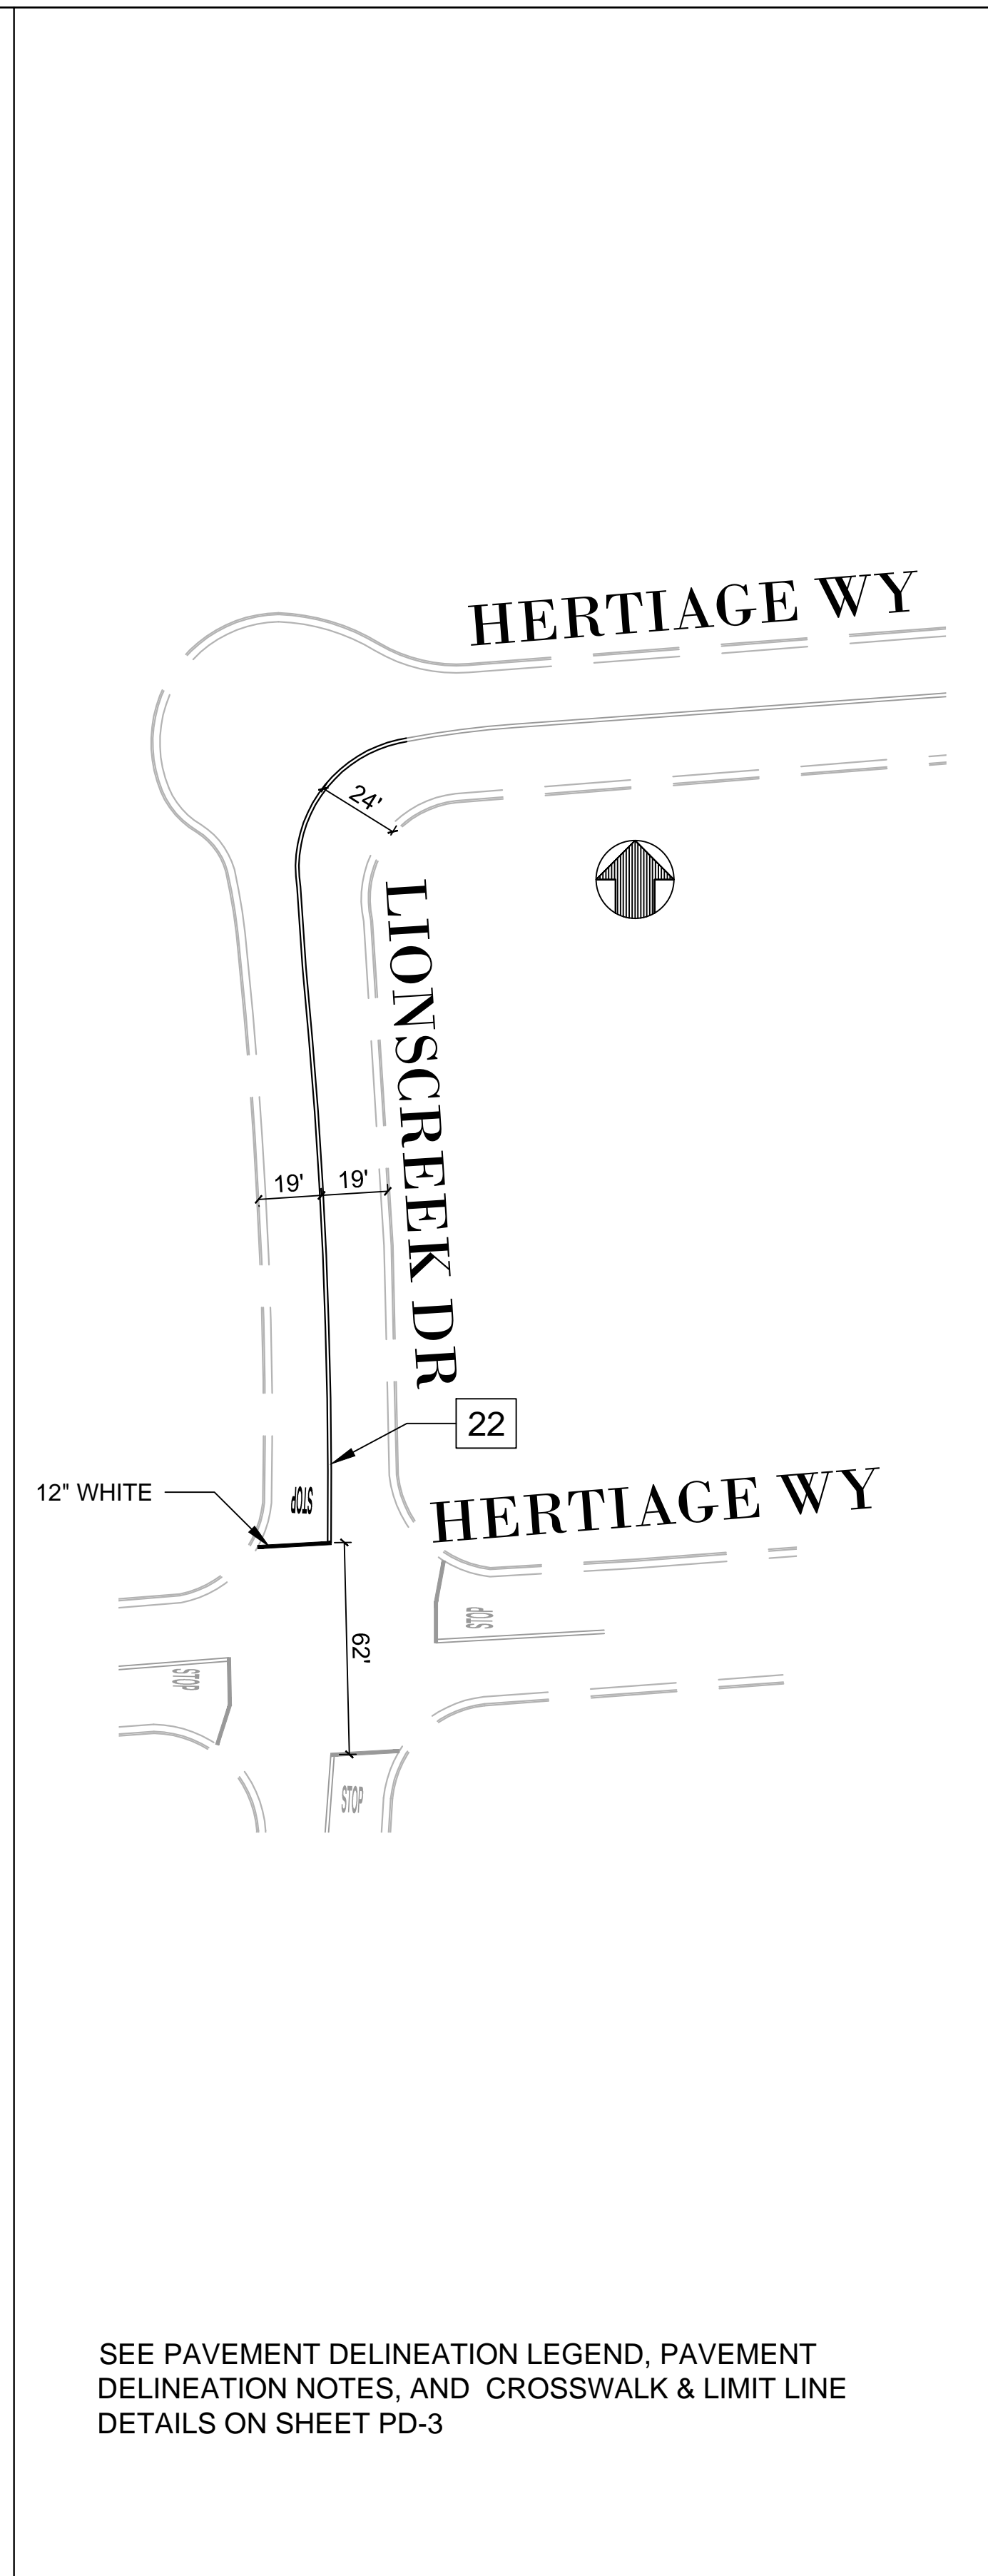 HERTIAGE WY
24'
LIONSCREEK DR
19'
19'
22
12" WHITE
STOP
HERTIAGE WY
STOP
62'
STOP
STOP
SEE PAVEMENT DELINEATION LEGEND, PAVEMENT
DELINEATION NOTES, AND CROSSWALK & LIMIT LINE
DETAILS ON SHEET PD-3